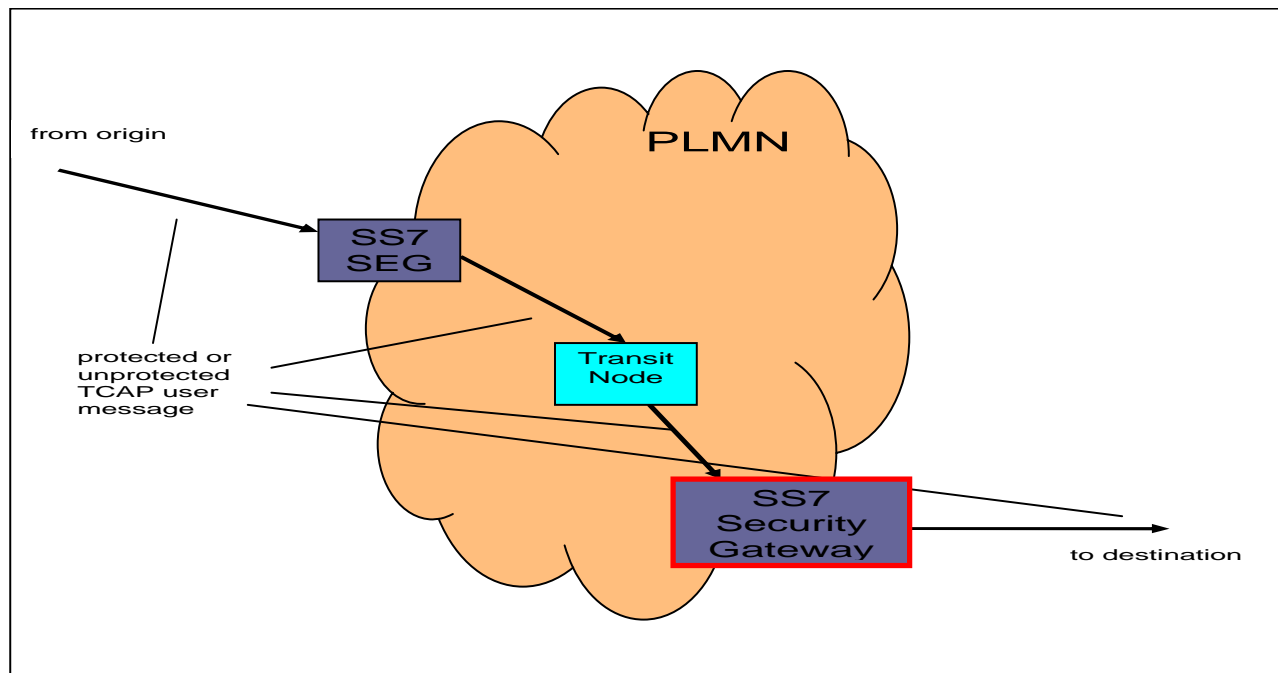 PLMN
from origin
SS7
SEG
protected or
unprotected
TCAP user
message
Transit
Node
SS7
Security
Gateway
to destination